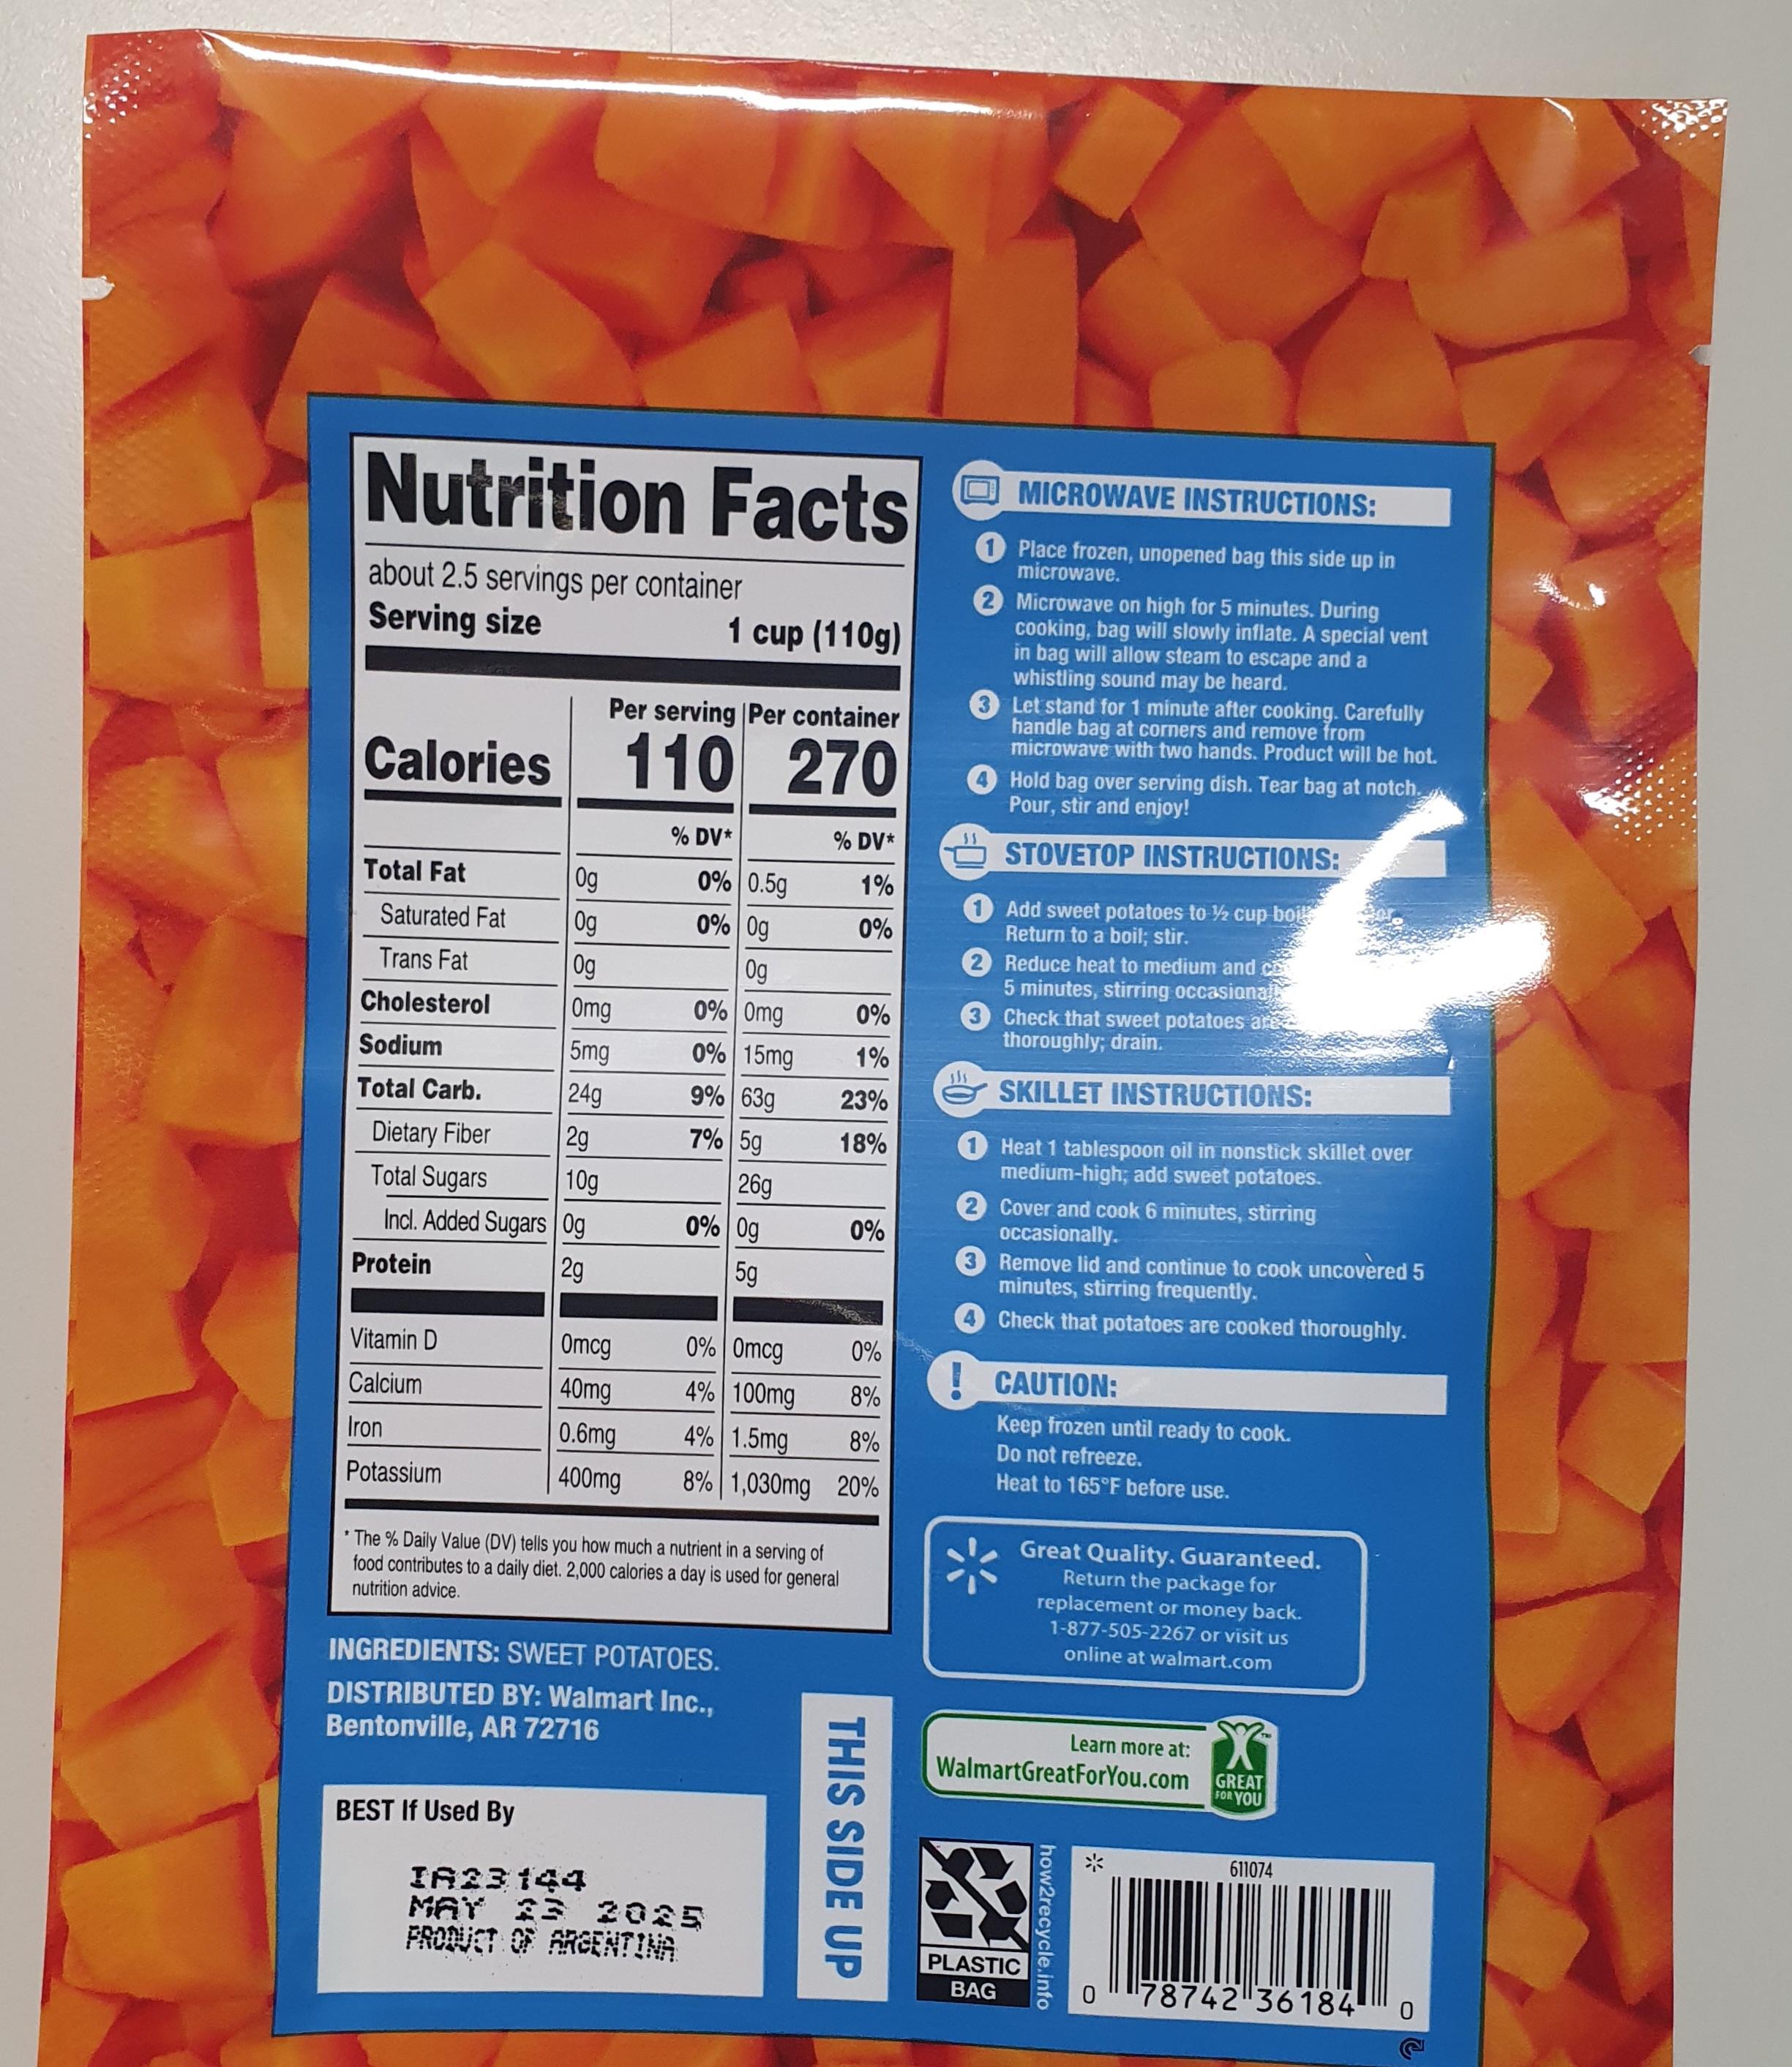 Nutrition Facts
about 2.5 servings per container
Serving size 1 cup (110g)
Per serving Per container
Calories 110 270
% DV* % DV*
Total Fat 0g 0% 0.5g 1%
Saturated Fat 0g 0% 0g 0%
Trans Fat 0g 0g
Cholesterol 0mg 0% 0mg 0%
Sodium 5mg 0% 15mg 1%
Total Carb. 24g 9% 63g 23%
Dietary Fiber 2g 7% 5g 18%
Total Sugars 10g 26g
Incl. Added Sugars 0g 0% 0g 0%
Protein 2g 5g
Vitamin D 0mcg 0% 0mcg 0%
Calcium 40mg 4% 100mg 8%
Iron 0.6mg 4% 1.5mg 8%
Potassium 400mg 8% 1,030mg 20%
* The % Daily Value (DV) tells you how much a nutrient in a serving of
food contributes to a daily diet. 2,000 calories a day is used for general
nutrition advice.
INGREDIENTS: SWEET POTATOES.
DISTRIBUTED BY: Walmart Inc.,
Bentonville, AR 72716
BEST If Used By
IA23144
MAY 23 2025
PRODUCT OF ARGENTINA
THIS SIDE UP
MICROWAVE INSTRUCTIONS:
1 Place frozen, unopened bag this side up in
microwave.
2 Microwave on high for 5 minutes. During
cooking, bag will slowly inflate. A special vent
in bag will allow steam to escape and a
whistling sound may be heard.
3 Let stand for 1 minute after cooking. Carefully
handle bag at corners and remove from
microwave with two hands. Product will be hot.
4 Hold bag over serving dish. Tear bag at notch.
Pour, stir and enjoy!
STOVETOP INSTRUCTIONS:
1 Add sweet potatoes to ½ cup
Return to a boil; stir.
2 Reduce heat to medium and
5 minutes, stirring
3 Check that sweet potatoes are
thoroughly; drain.
SKILLET INSTRUCTIONS:
1 Heat 1 tablespoon oil in nonstick skillet over
medium-high; add sweet potatoes.
2 Cover and cook 6 minutes, stirring
occasionally.
3 Remove lid and continue to cook uncovered 5
minutes, stirring frequently.
4 Check that potatoes are cooked thoroughly.
! CAUTION:
Keep frozen until ready to cook.
Do not refreeze.
Heat to 165°F before use.
Great Quality. Guaranteed.
Return the package for
replacement or money back.
1-877-505-2267 or visit us
online at walmart.com
Learn more at:
WalmartGreatForYou.com
GREAT
FOR YOU
™
PLASTIC
BAG
how2recycle.info
611074
0 78742 36184 0